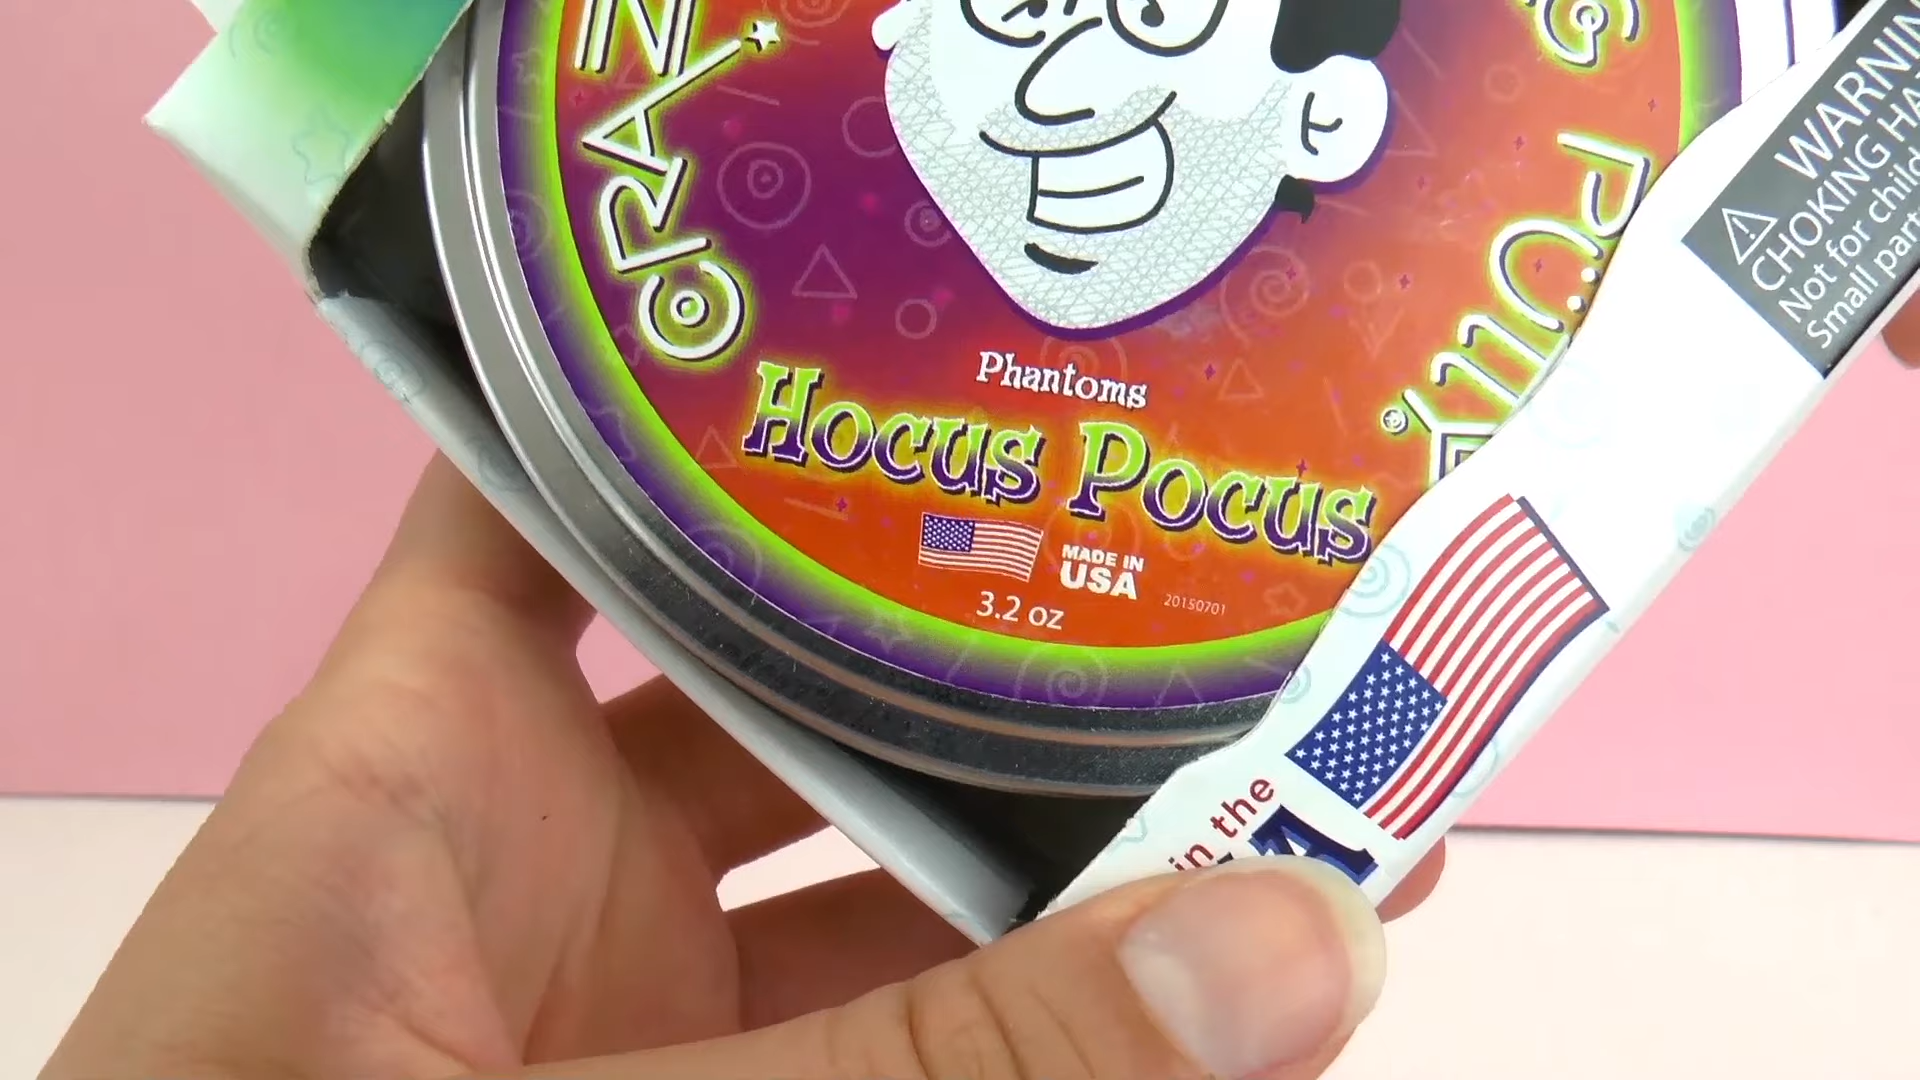 CRAZ
G
PÜTTY®
Phantoms
HOCUS POCUS
MADE IN
USA
3.2 oz
20150701
WARNIN
CHOKING HA
Not for child
Small part
in the
A